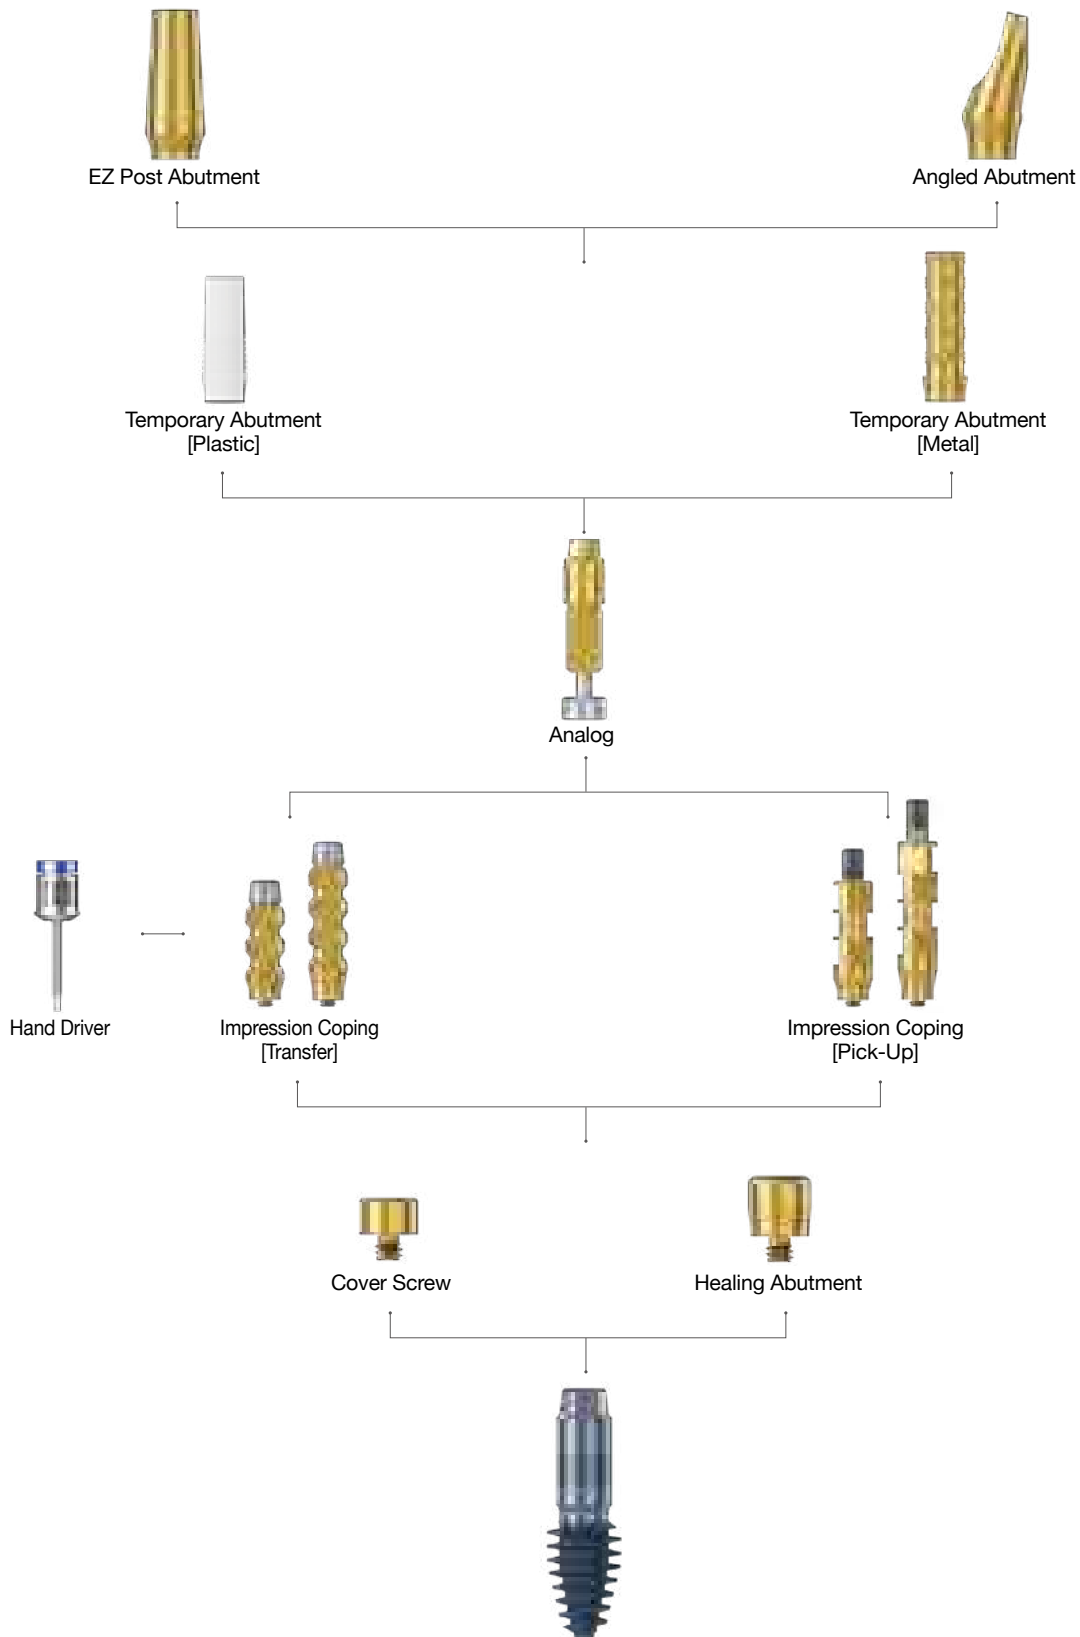 EZ Post Abutment
Angled Abutment
Temporary Abutment
[Plastic]
Temporary Abutment
[Metal]
Analog
Hand Driver
Impression Coping
[Transfer]
Impression Coping
[Pick-Up]
Cover Screw
Healing Abutment